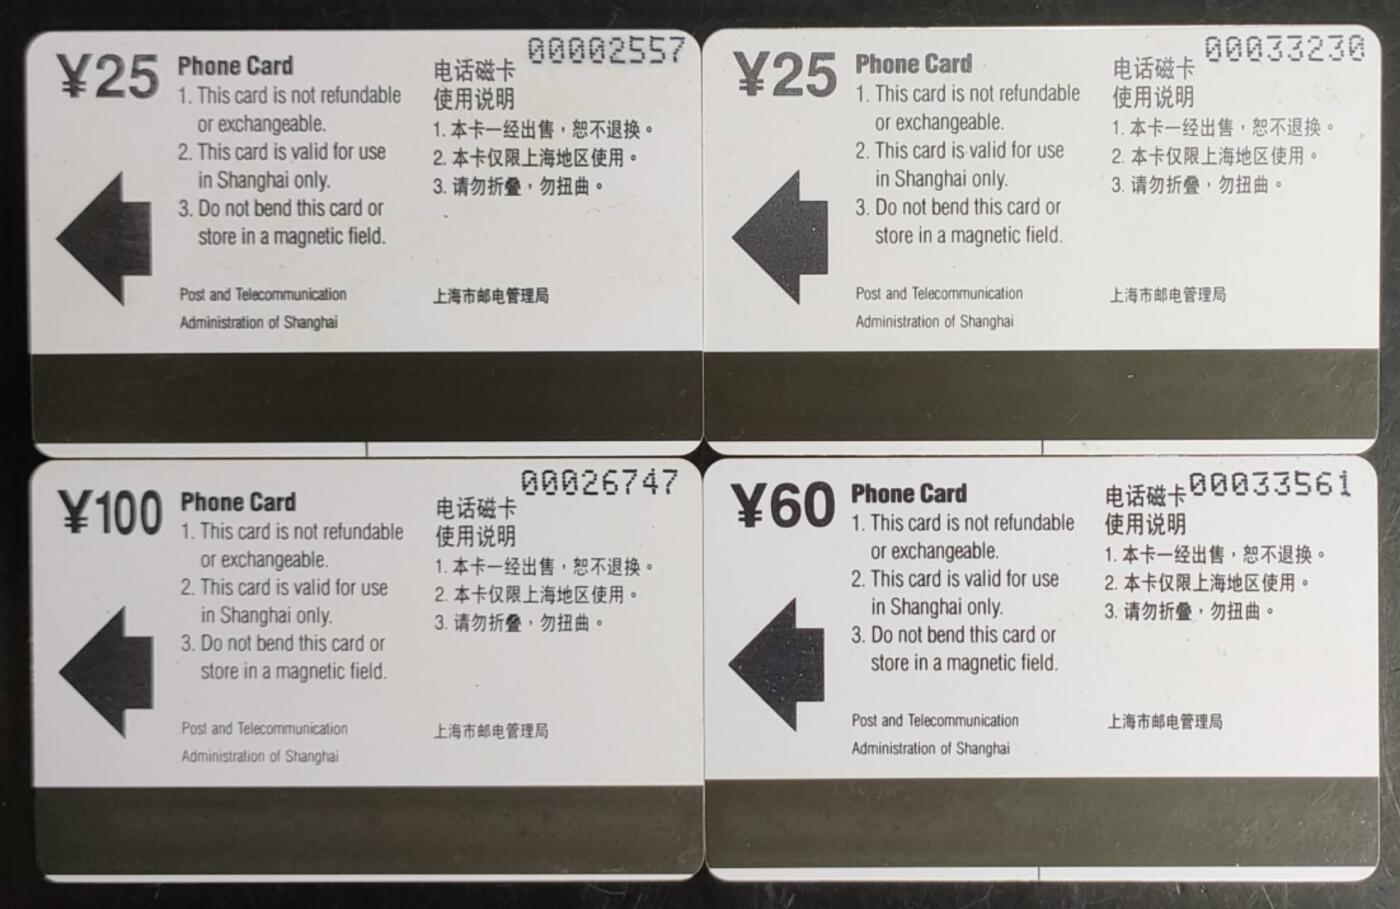 ¥25
Phone Card
1. This card is not refundable
or exchangeable.
2. This card is valid for use
in Shanghai only.
3. Do not bend this card or
store in a magnetic field.
Post and Telecommunication
Administration of Shanghai
00002557
电话磁卡
使用说明
1. 本卡一经出售，恕不退换。
2. 本卡仅限上海地区使用。
3. 请勿折叠，勿扭曲。
上海市邮电管理局
¥25
Phone Card
1. This card is not refundable
or exchangeable.
2. This card is valid for use
in Shanghai only.
3. Do not bend this card or
store in a magnetic field.
Post and Telecommunication
Administration of Shanghai
00033230
电话磁卡
使用说明
1. 本卡一经出售，恕不退换。
2. 本卡仅限上海地区使用。
3. 请勿折叠，勿扭曲。
上海市邮电管理局
¥100
Phone Card
1. This card is not refundable
or exchangeable.
2. This card is valid for use
in Shanghai only.
3. Do not bend this card or
store in a magnetic field.
Post and Telecommunication
Administration of Shanghai
00026747
电话磁卡
使用说明
1. 本卡一经出售，恕不退换。
2. 本卡仅限上海地区使用。
3. 请勿折叠，勿扭曲。
上海市邮电管理局
¥60
Phone Card
1. This card is not refundable
or exchangeable.
2. This card is valid for use
in Shanghai only.
3. Do not bend this card or
store in a magnetic field.
Post and Telecommunication
Administration of Shanghai
00033561
电话磁卡
使用说明
1. 本卡一经出售，恕不退换。
2. 本卡仅限上海地区使用。
3. 请勿折叠，勿扭曲。
上海市邮电管理局